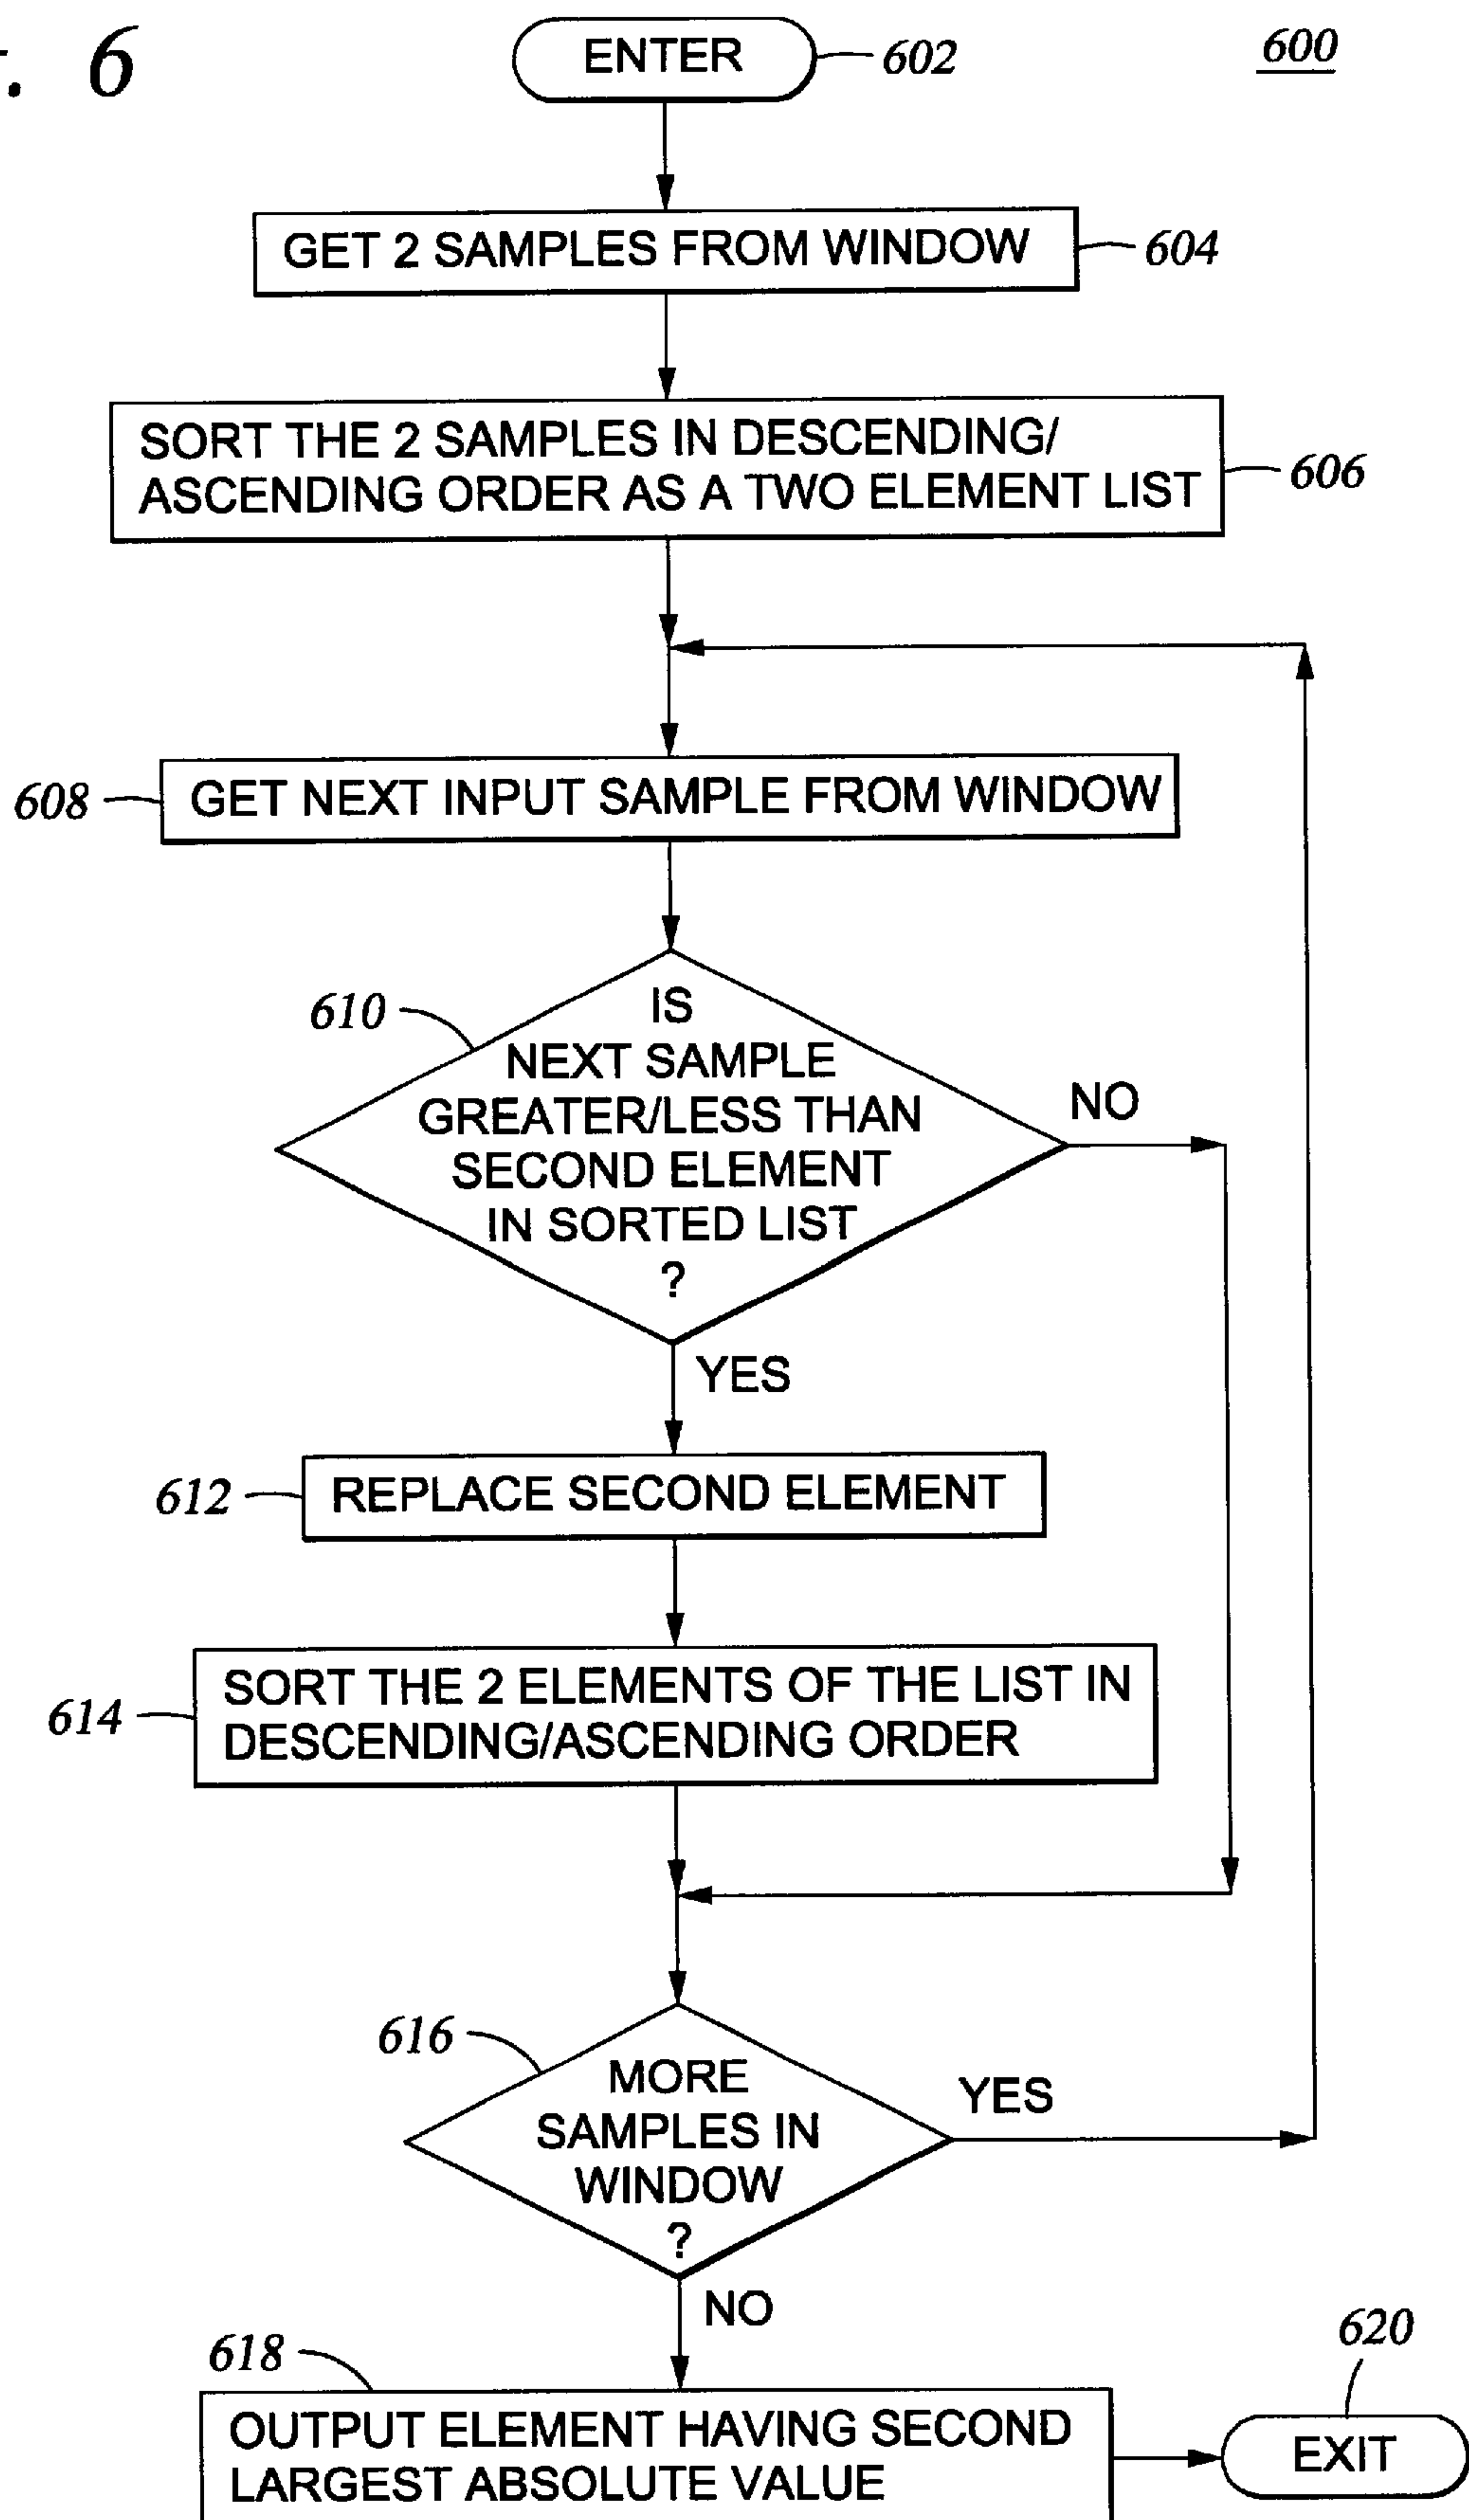 . 6
600
ENTER
602
GET 2 SAMPLES FROM WINDOW
604
SORT THE 2 SAMPLES IN DESCENDING/
ASCENDING ORDER AS A TWO ELEMENT LIST
606
608
GET NEXT INPUT SAMPLE FROM WINDOW
610
IS
NEXT SAMPLE
GREATER/LESS THAN
SECOND ELEMENT
IN SORTED LIST
?
NO
YES
612
REPLACE SECOND ELEMENT
614
SORT THE 2 ELEMENTS OF THE LIST IN
DESCENDING/ASCENDING ORDER
616
MORE
SAMPLES IN
WINDOW
?
YES
NO
618
OUTPUT ELEMENT HAVING SECOND
LARGEST ABSOLUTE VALUE
620
EXIT